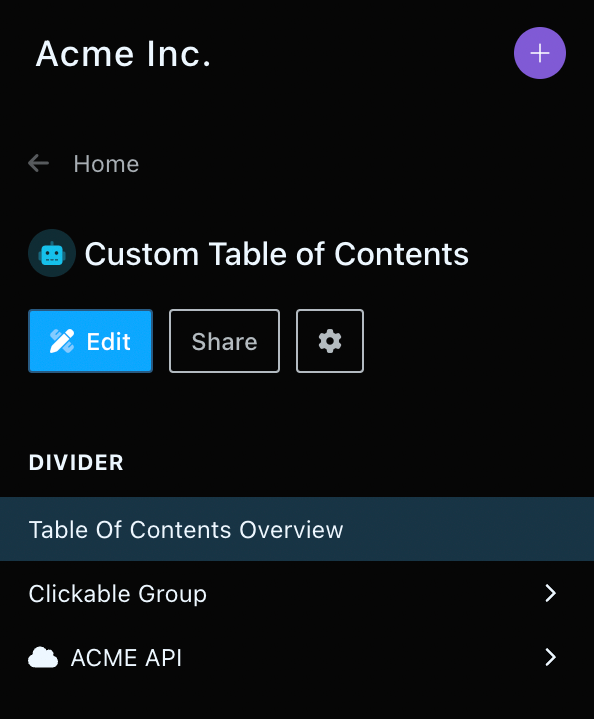 Acme Inc.
Home
Custom Table of Contents
Edit
Share
DIVIDER
Table Of Contents Overview
Clickable Group
ACME API